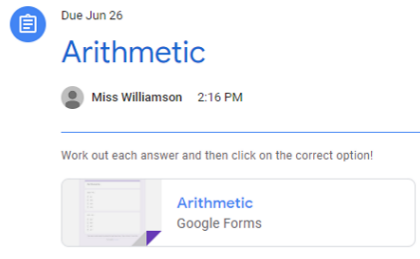 Due Jun 26
Arithmetic
Miss Williamson 2:16 PM
Work out each answer and then click on the correct option!
Arithmetic
Google Forms